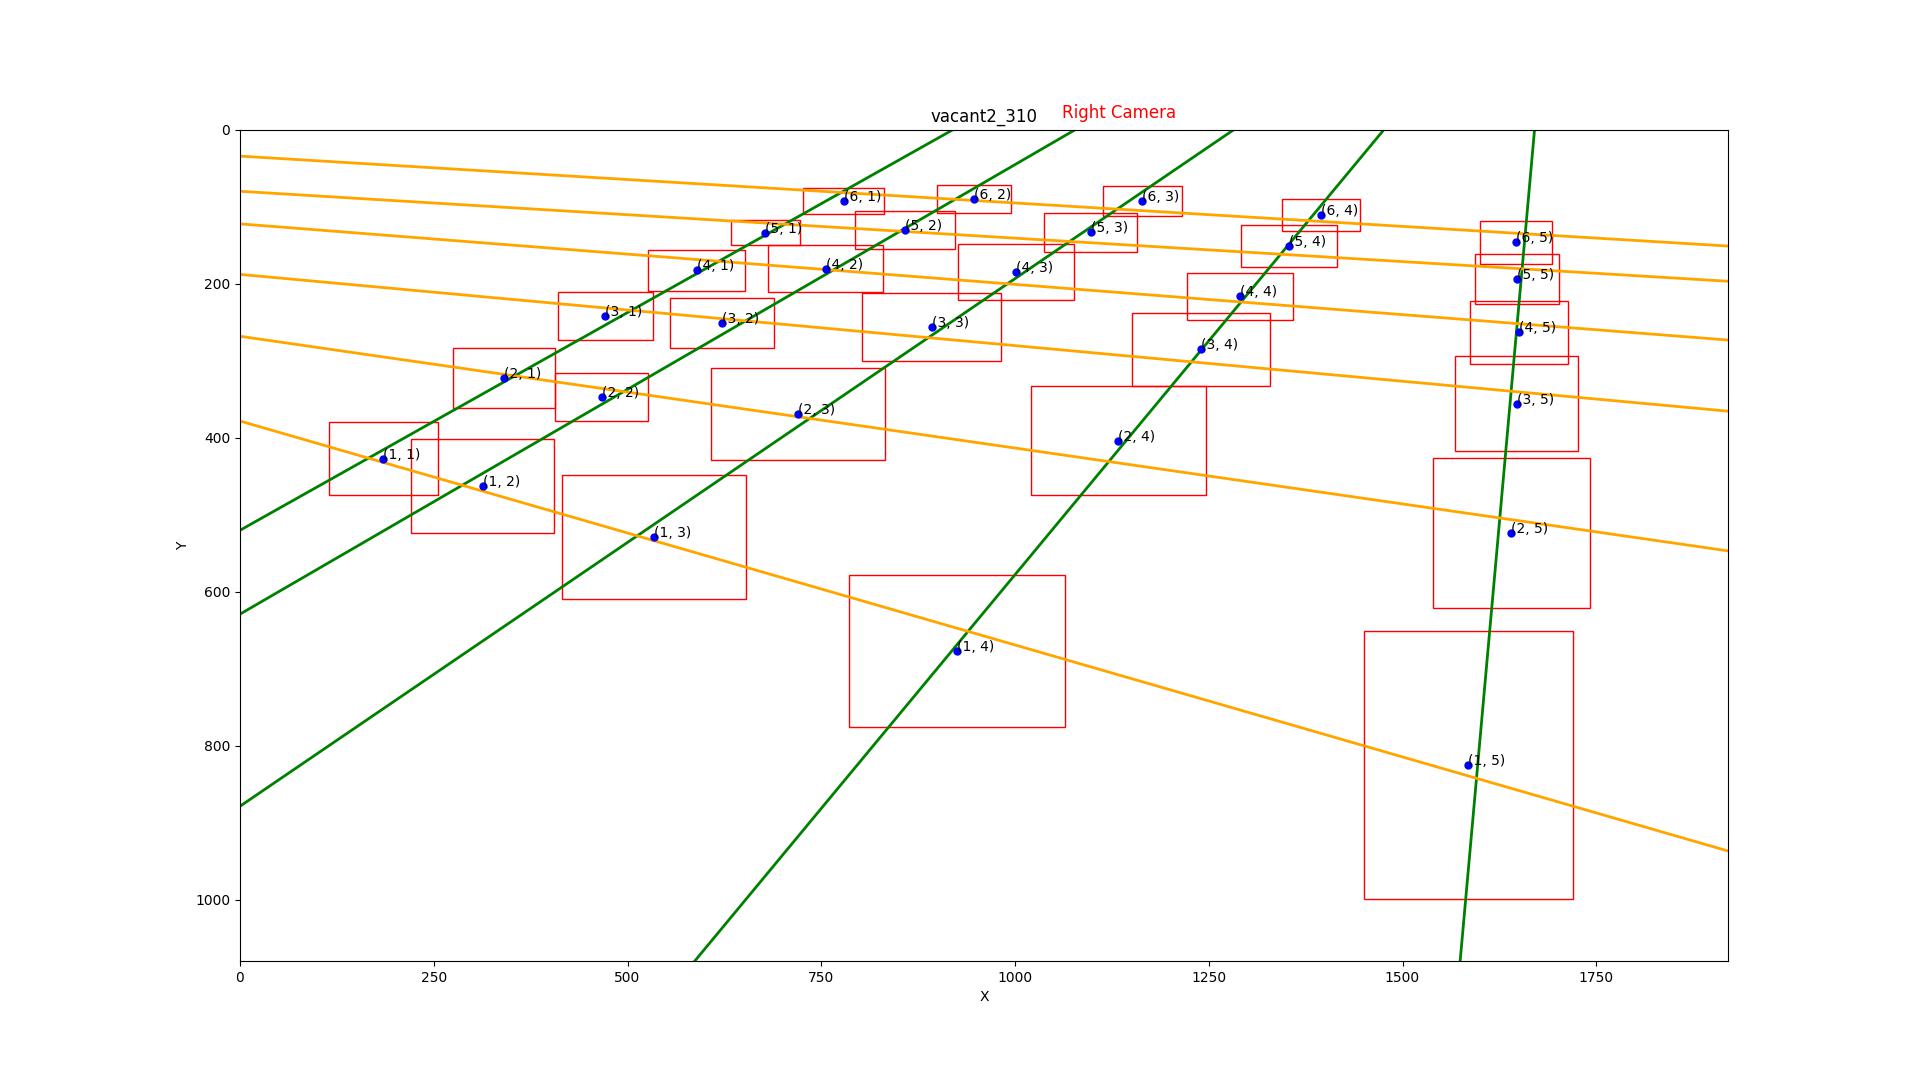 vacant2_310 Right Camera
0
200
400
600
800
1000
Y
(6, 1) (6, 2) (6, 3) (6, 4) (6, 5)
(5, 1) (5, 2) (5, 3) (5, 4) (5, 5)
(4, 1) (4, 2) (4, 3) (4, 4) (4, 5)
(3, 1) (3, 2) (3, 3) (3, 4) (3, 5)
(2, 1) (2, 2) (2, 3) (2, 4) (2, 5)
(1, 1) (1, 2) (1, 3) (1, 4) (1, 5)
0 250 500 750 1000 1250 1500 1750
X